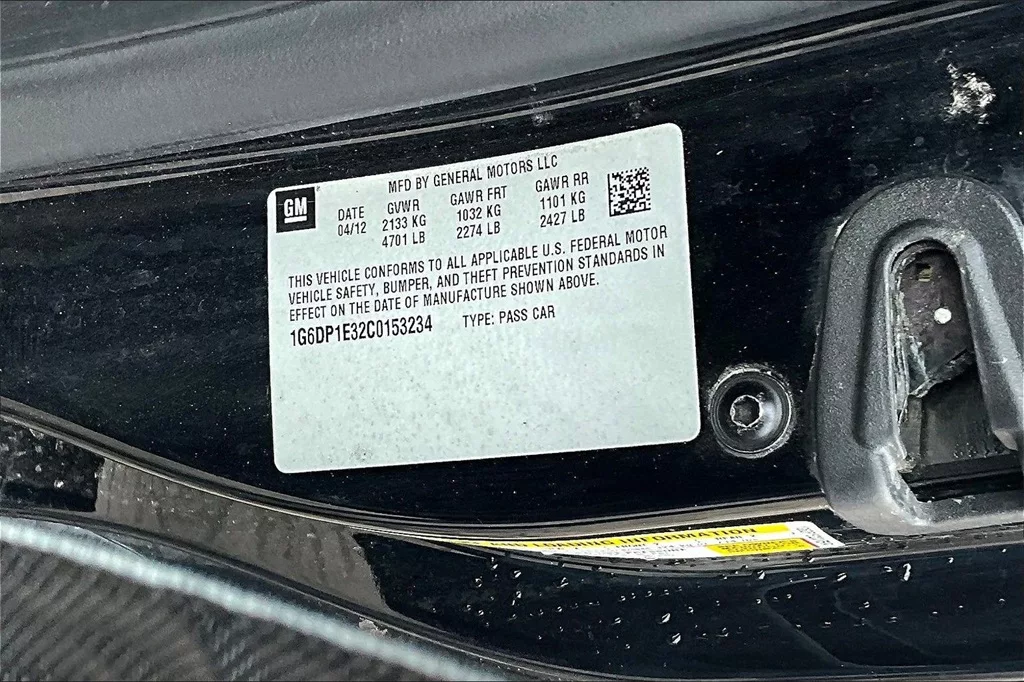 GM
MFD BY GENERAL MOTORS LLC
DATE GVWR GAWR FRT GAWR RR
04/12 2133 KG 1032 KG 1101 KG
4701 LB 2274 LB 2427 LB
THIS VEHICLE CONFORMS TO ALL APPLICABLE U.S. FEDERAL MOTOR
VEHICLE SAFETY, BUMPER, AND THEFT PREVENTION STANDARDS IN
EFFECT ON THE DATE OF MANUFACTURE SHOWN ABOVE.
1G6DP1E32C0153234 TYPE: PASS CAR
INFORMATION